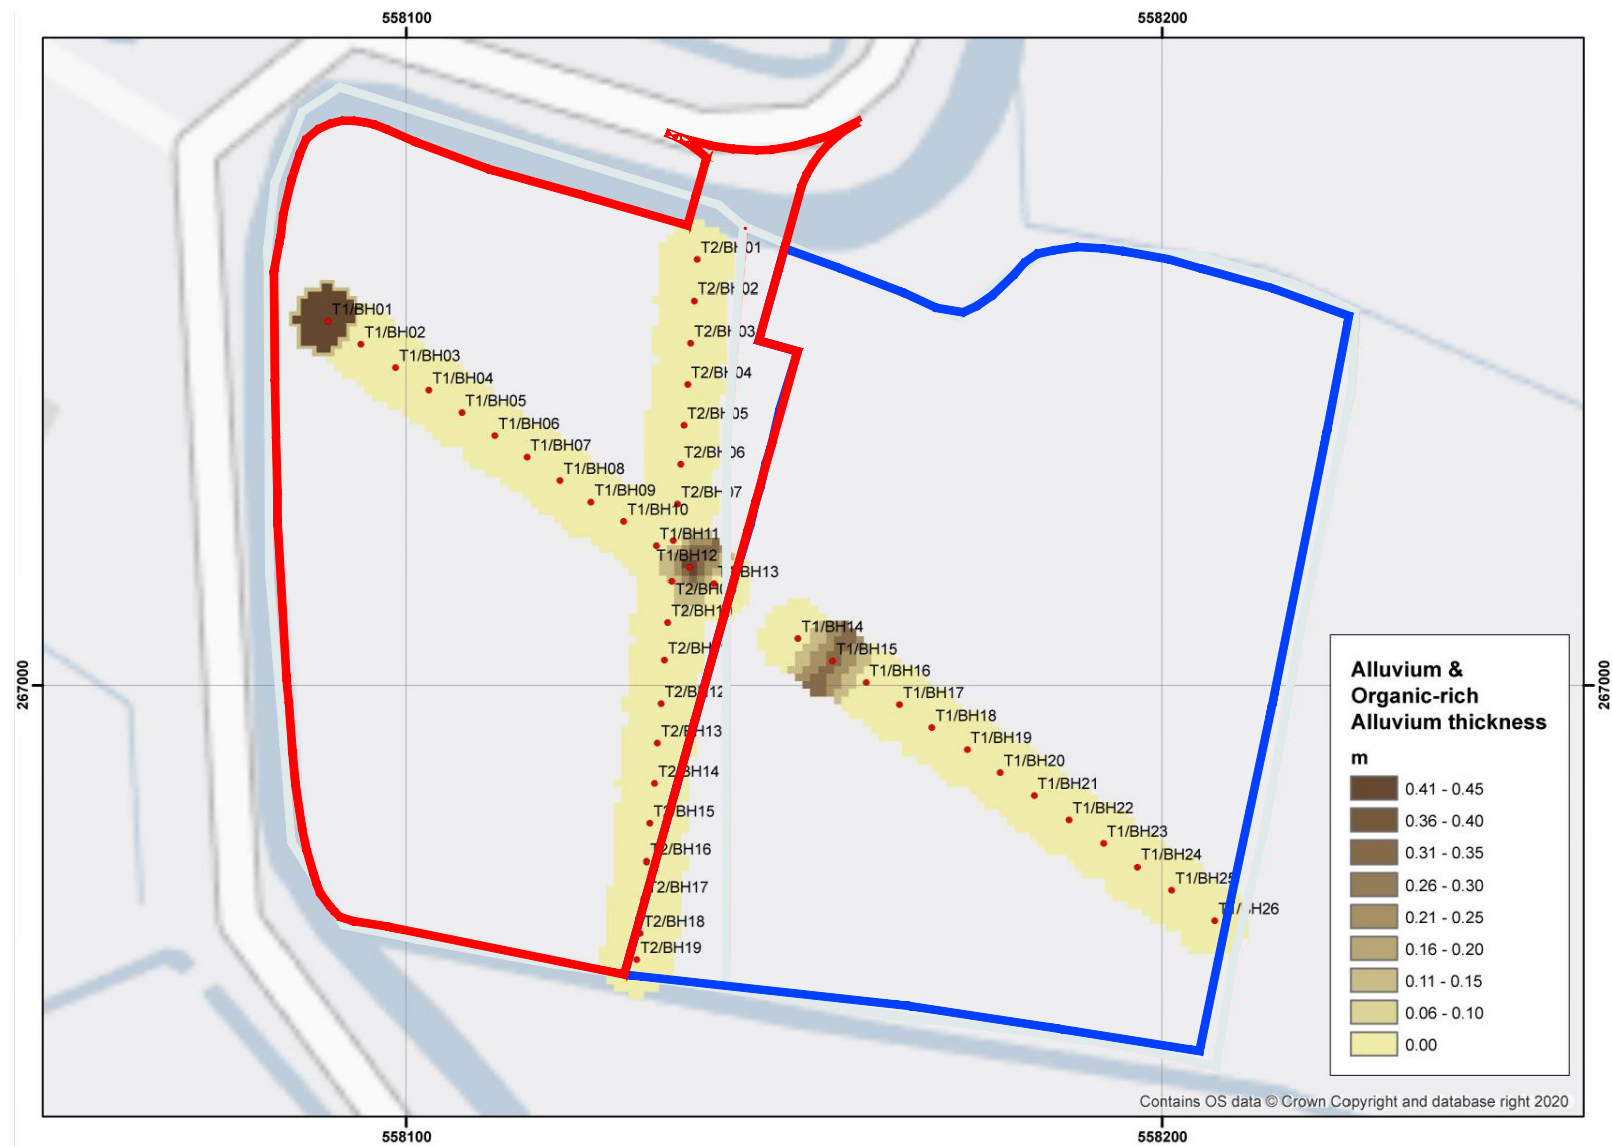 558100
558200
T2/BH01
T2/BH02
T1/BH01
T1/BH02
T2/BH03
T1/BH03
T2/BH04
T1/BH04
T1/BH05
T2/BH05
T1/BH06
T1/BH07
T2/BH06
T1/BH08
T1/BH09
T2/BH07
T1/BH10
T1/BH11
T1/BH12
T2/BH10
T1/BH14
T1/BH15
T1/BH16
T2/BH12
T1/BH17
T1/BH18
T2/BH13
T1/BH19
T2/BH14
T1/BH20
T1/BH21
T2/BH15
T1/BH22
T1/BH23
T2/BH16
T1/BH24
T1/BH25
T2/BH17
T1/BH26
T2/BH18
T2/BH19
267000
267000
Alluvium &
Organic-rich
Alluvium thickness
m
0.41 - 0.45
0.36 - 0.40
0.31 - 0.35
0.26 - 0.30
0.21 - 0.25
0.16 - 0.20
0.11 - 0.15
0.06 - 0.10
0.00
Contains OS data © Crown Copyright and database right 2020
558100
558200